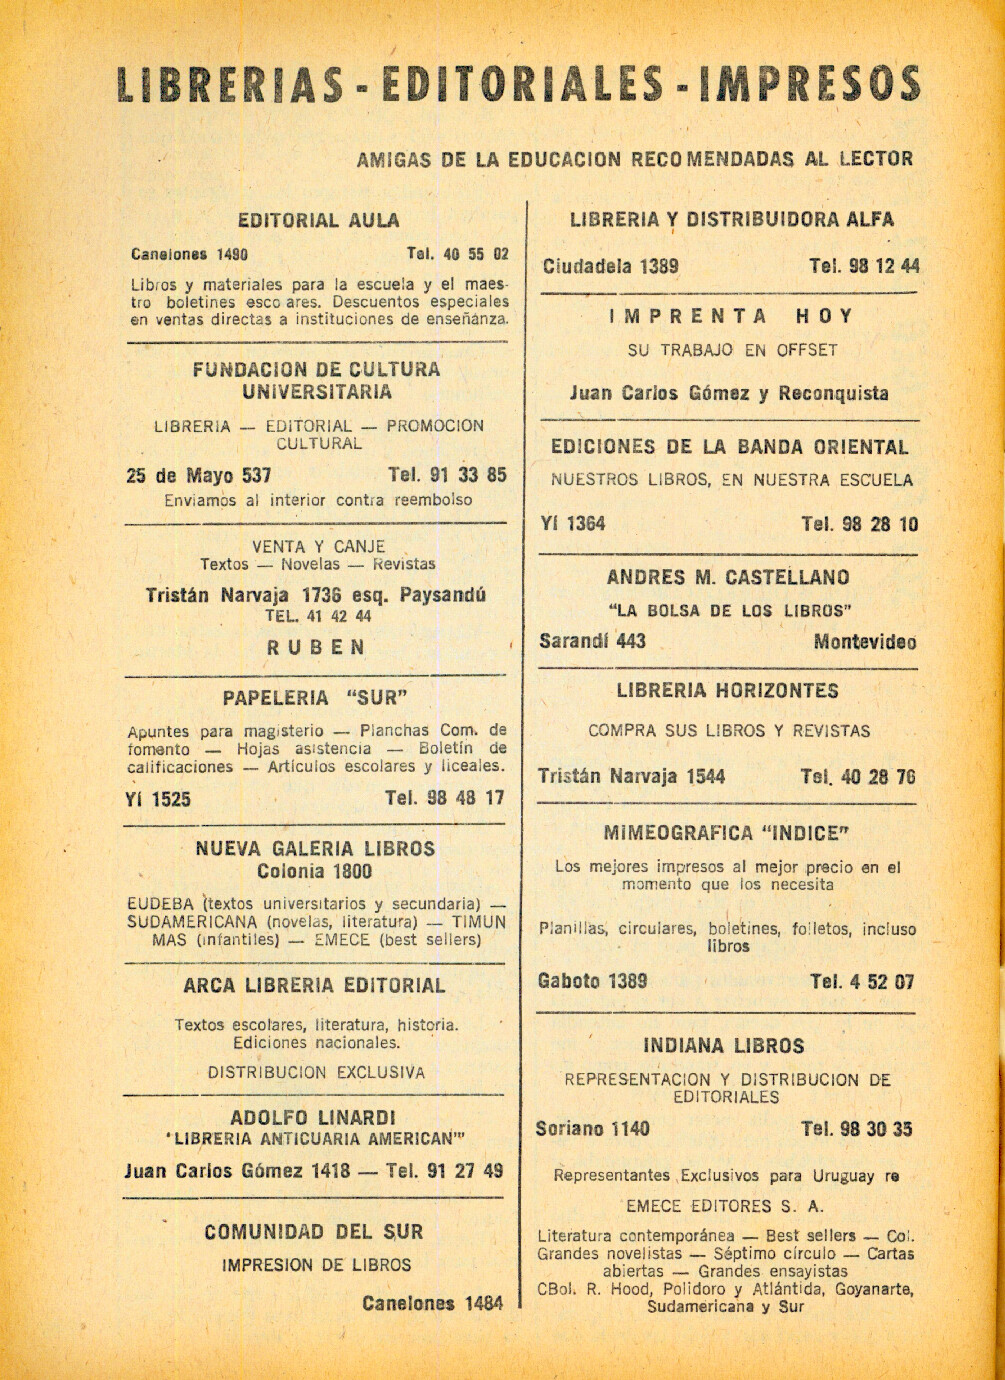 LIBRERIAS - EDITORIALES - IMPRESOS
AMIGAS DE LA EDUCACION RECOMENDADAS AL LECTOR
EDITORIAL AULA
Canelones 1490 Tel. 40 55 02
Libros y materiales para la escuela y el maes-
tro boletines esco ares. Descuentos especiales
en ventas directas a instituciones de enseñanza.
FUNDACION DE CULTURA
UNIVERSITARIA
LIBRERIA — EDITORIAL — PROMOCION
CULTURAL
25 de Mayo 537 Tel. 91 33 85
Enviamos al interior contra reembolso
VENTA Y CANJE
Textos — Novelas — Revistas
Tristán Narvaja 1736 esq. Paysandú
TEL. 41 42 44
RUBEN
PAPELERIA "SUR"
Apuntes para magisterio — Planchas Com. de
fomento — Hojas asistencia — Boletín de
calificaciones — Artículos escolares y liceales.
Yí 1525 Tel. 98 48 17
NUEVA GALERIA LIBROS
Colonia 1800
EUDEBA (textos universitarios y secundaria) —
SUDAMERICANA (novelas, literatura) — TIMUN
MAS (infantiles) — EMECE (best sellers)
ARCA LIBRERIA EDITORIAL
Textos escolares, literatura, historia.
Ediciones nacionales.
DISTRIBUCION EXCLUSIVA
ADOLFO LINARDI
'LIBRERIA ANTICUARIA AMERICAN'"
Juan Carlos Gómez 1418 — Tel. 91 27 49
COMUNIDAD DEL SUR
IMPRESION DE LIBROS
Canelones 1484
LIBRERIA Y DISTRIBUIDORA ALFA
Ciudadela 1389 Tel. 98 12 44
IMPRENTA HOY
SU TRABAJO EN OFFSET
Juan Carlos Gómez y Reconquista
EDICIONES DE LA BANDA ORIENTAL
NUESTROS LIBROS, EN NUESTRA ESCUELA
Yí 1364 Tel. 98 28 10
ANDRES M. CASTELLANO
"LA BOLSA DE LOS LIBROS"
Sarandí 443 Montevideo
LIBRERIA HORIZONTES
COMPRA SUS LIBROS Y REVISTAS
Tristán Narvaja 1544 Tel. 40 28 76
MIMEOGRAFICA "INDICE"
Los mejores impresos al mejor precio en el
momento que los necesita
Planillas, circulares, boletines, folletos, incluso
libros
Gaboto 1389 Tel. 4 52 07
INDIANA LIBROS
REPRESENTACION Y DISTRIBUCION DE
EDITORIALES
Soriano 1140 Tel. 98 30 35
Representantes Exclusivos para Uruguay re
EMECE EDITORES S. A.
Literatura contemporánea — Best sellers — Col.
Grandes novelistas — Séptimo círculo — Cartas
abiertas — Grandes ensayistas
CBol. R. Hood, Polidoro y Atlántida, Goyanarte,
Sudamericana y Sur